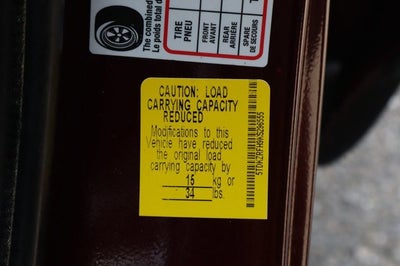 The combined
Le poids total d
TIRE
PNEU
FRONT
AVANT
REAR
ARRIÈRE
SPARE
DE SECOURS
CAUTION: LOAD
CARRYING CAPACITY
REDUCED
Modifications to this
Vehicle have reduced
the original load
carrying capacity by
15 kg or
34 lbs.